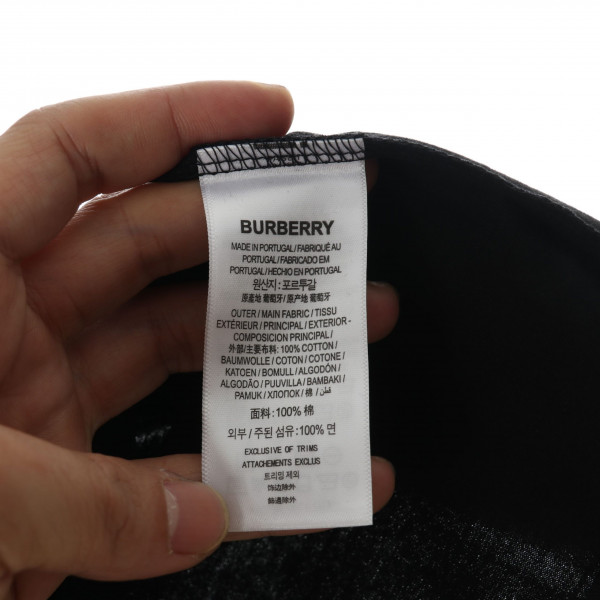 BURBERRY
MADE IN PORTUGAL / FABRIQUÉ AU
PORTUGAL / FABRICADO EM
PORTUGAL / HECHO EN PORTUGAL
원산지 : 포르투갈
原産地 葡萄牙 / 原产地 葡萄牙
OUTER / MAIN FABRIC / TISSU
EXTÉRIEUR / PRINCIPAL / EXTERIOR -
COMPOSICIÓN PRINCIPAL /
外部/主要布料: 100% COTTON /
BAUMWOLLE / COTON / COTONE /
KATOEN / BOMULL / ALGODÓN /
ALGODÃO / PUUVILLA / BAMBAKI /
PAMUK / ХЛОПОК / 棉 / قطن /
面料 : 100% 棉
외부 / 주된 섬유 : 100% 면
EXCLUSIVE OF TRIMS
ATTACHEMENTS EXCLUS
트리밍 제외
饰边除外
飾邊除外